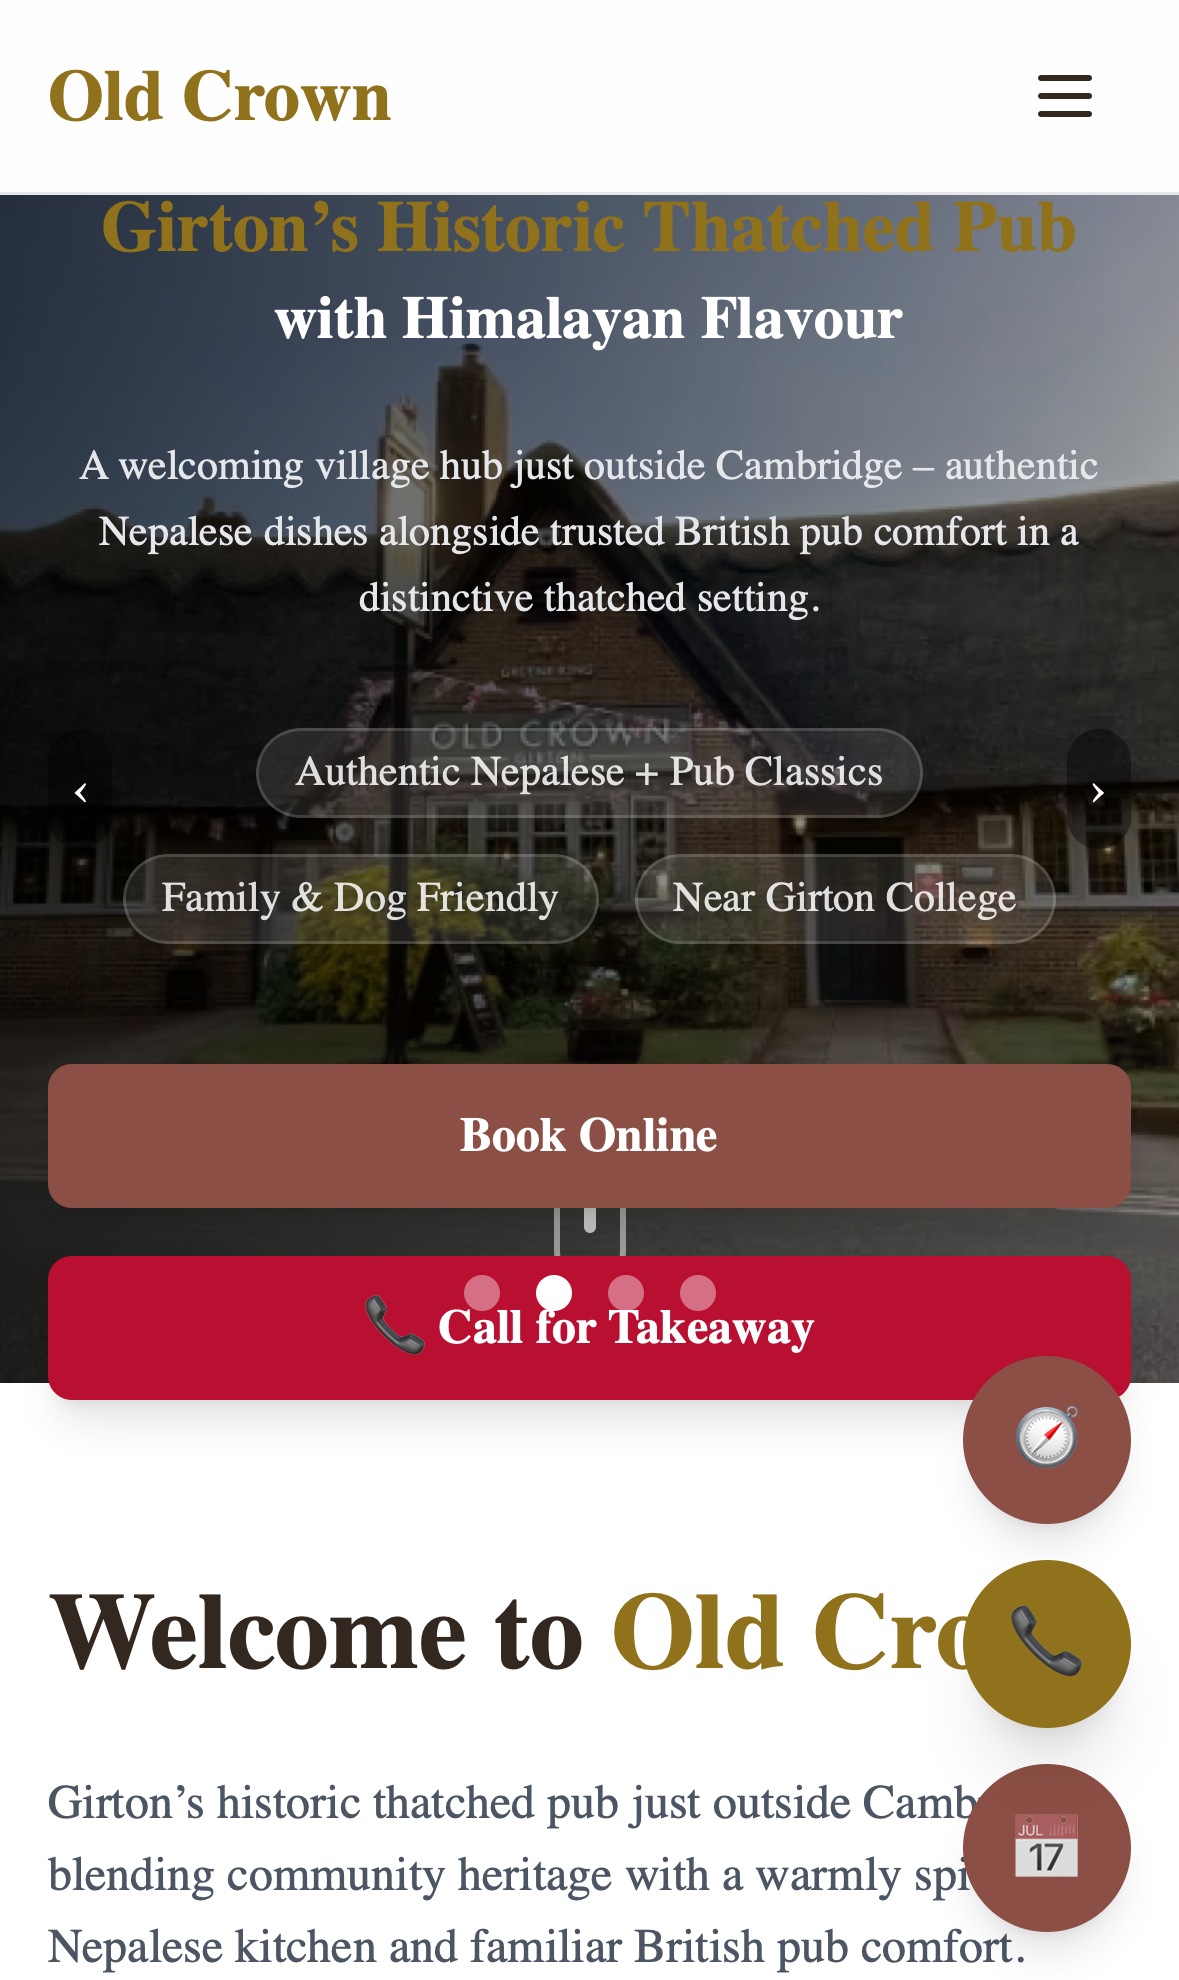 Old Crown
Girton’s Historic Thatched Pub
with Himalayan Flavour
A welcoming village hub just outside Cambridge – authentic
Nepalese dishes alongside trusted British pub comfort in a
distinctive thatched setting.
GREENE KING
OLD CROWN
GIRTON
Authentic Nepalese + Pub Classics
‹
›
Family & Dog Friendly
Near Girton College
Book Online
📞 Call for Takeaway
Welcome to Old Cro
Girton’s historic thatched pub just outside Camb
blending community heritage with a warmly spi
JUL
17
Nepalese kitchen and familiar British pub comfort.